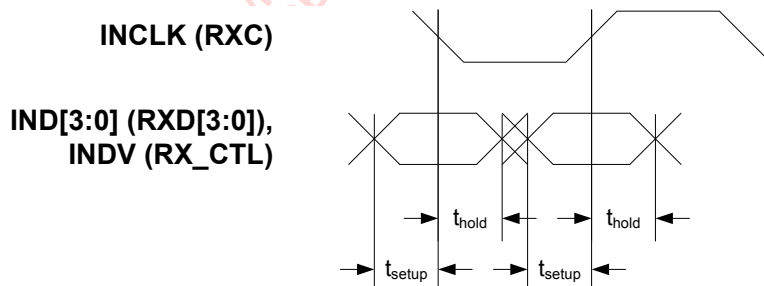 INCLK (RXC)
IND[3:0] (RXD[3:0]),
INDV (RX_CTL)
thold
thold
tsetup
tsetup